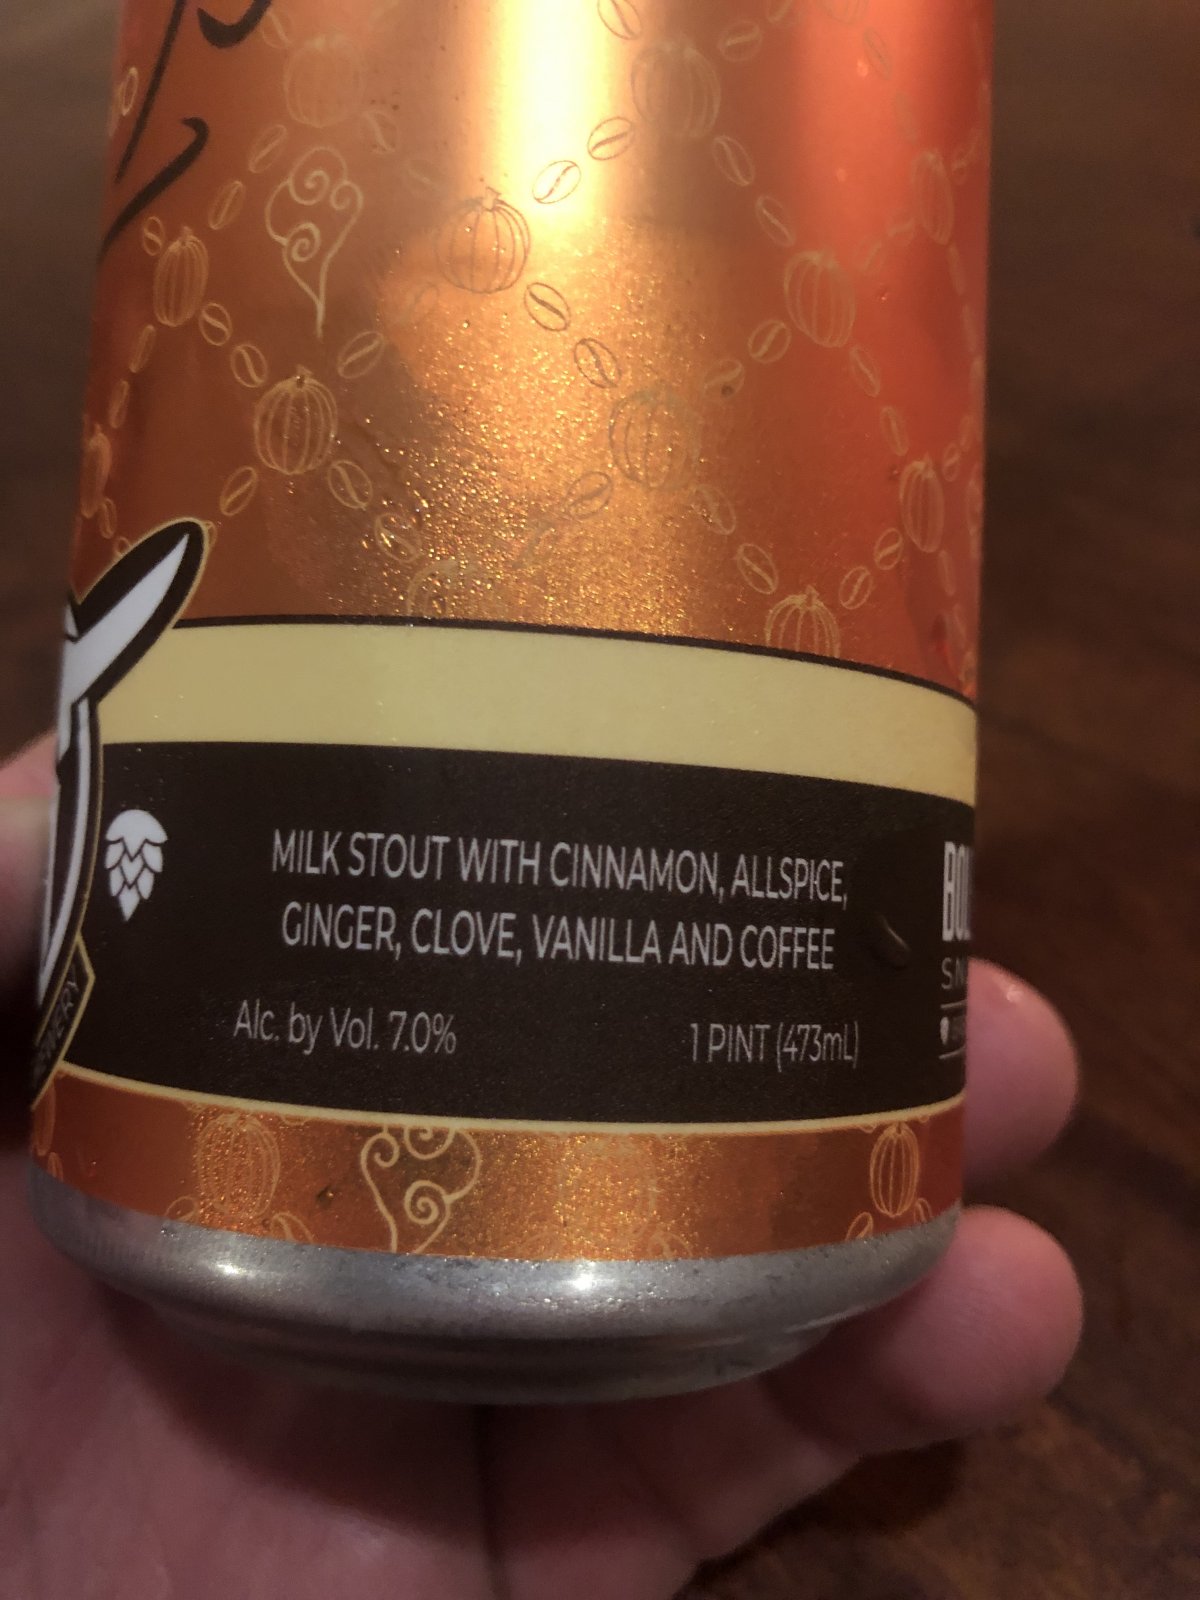 MILK STOUT WITH CINNAMON, ALLSPICE,
GINGER, CLOVE, VANILLA AND COFFEE
Alc. by Vol. 7.0%
1 PINT (473mL)